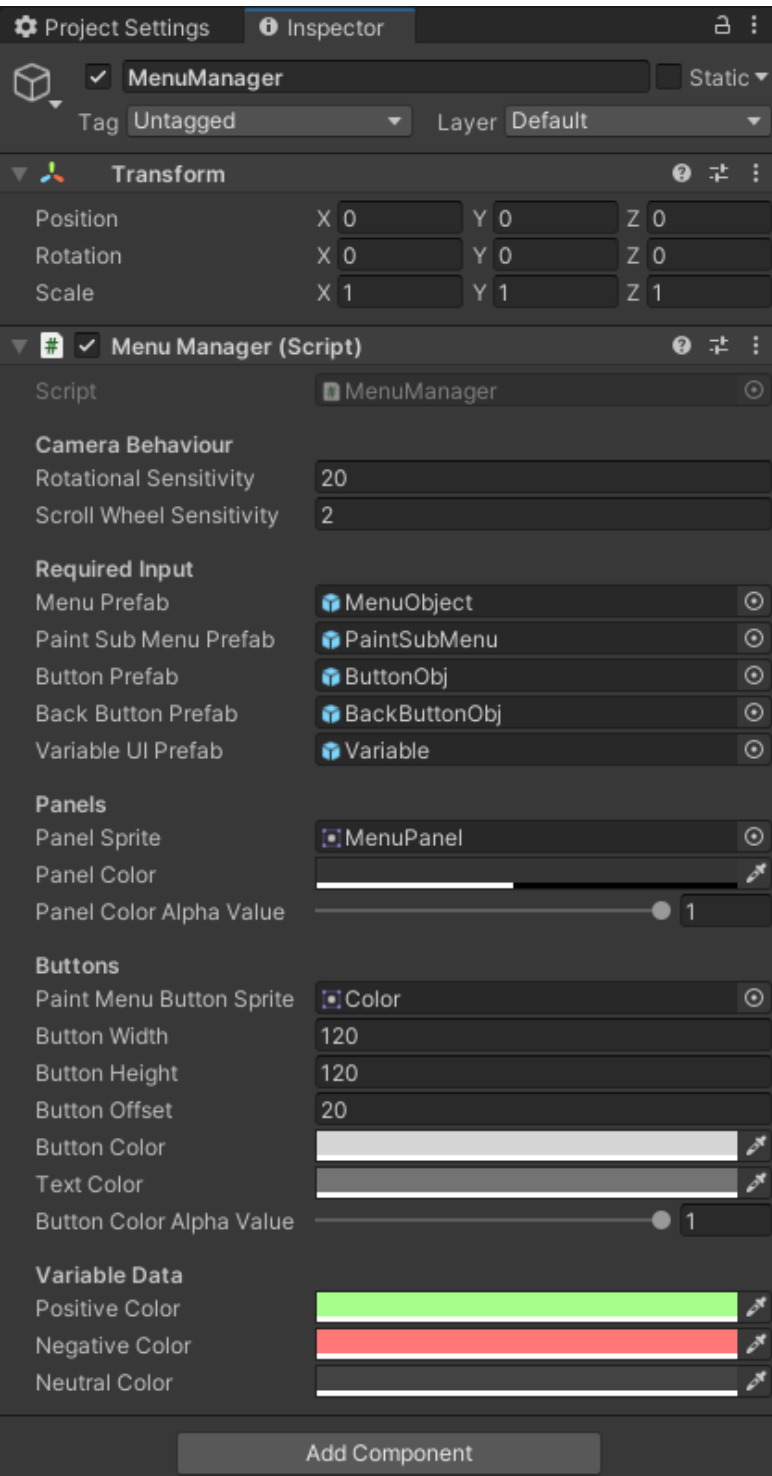 Project Settings Inspector
MenuManager Static
Tag Untagged Layer Default
Transform
Position X 0 Y 0 Z 0
Rotation X 0 Y 0 Z 0
Scale X 1 Y 1 Z 1
# Menu Manager (Script)
Script # MenuManager
Camera Behaviour
Rotational Sensitivity 20
Scroll Wheel Sensitivity 2
Required Input
Menu Prefab MenuObject
Paint Sub Menu Prefab PaintSubMenu
Button Prefab ButtonObj
Back Button Prefab BackButtonObj
Variable UI Prefab Variable
Panels
Panel Sprite MenuPanel
Panel Color
Panel Color Alpha Value 1
Buttons
Paint Menu Button Sprite Color
Button Width 120
Button Height 120
Button Offset 20
Button Color
Text Color
Button Color Alpha Value 1
Variable Data
Positive Color
Negative Color
Neutral Color
Add Component